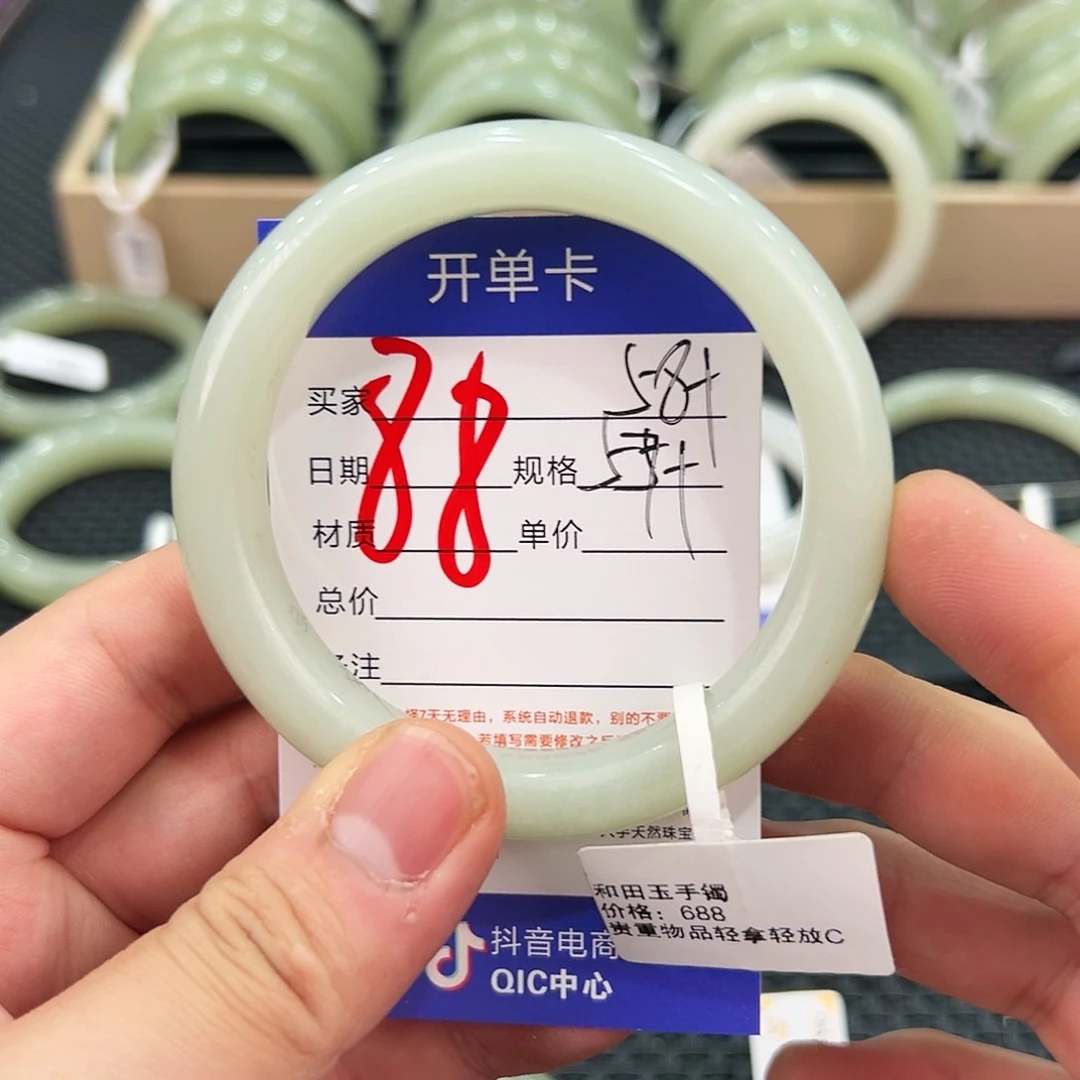 开单卡
买家
88
58+
日期
规格
54+
材质
单价
总价
注
择7天无理由，系统自动退款，别的不要
若填写需要修改之后
天然珠宝
和田玉手镯
价格：688
贵重物品轻拿轻放C
抖音电商
QIC中心